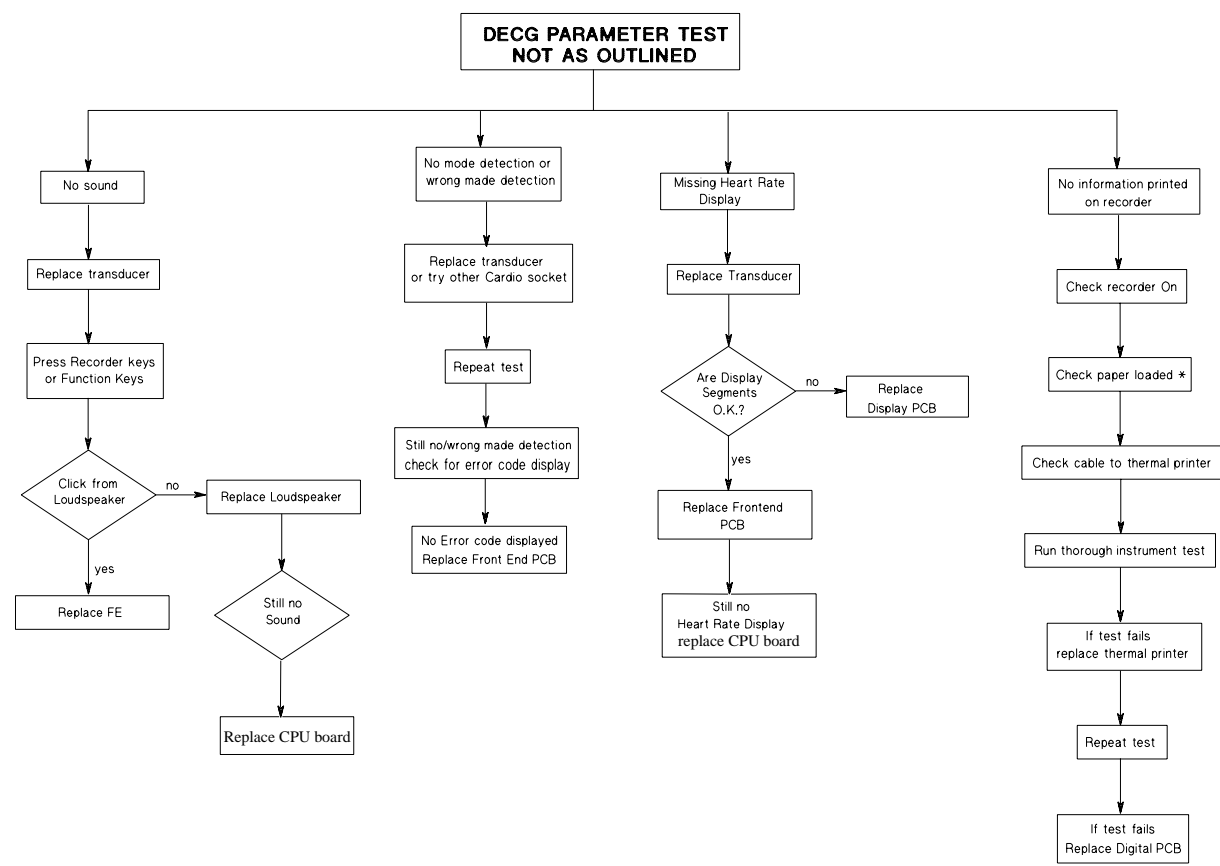 DECG PARAMETER TEST
NOT AS OUTLINED
No sound
Replace transducer
Press Recorder keys
or Function Keys
Click from
Loudspeaker
no
Replace Loudspeaker
yes
Replace FE
Still no
Sound
Replace CPU board
No mode detection or
wrong made detection
Replace transducer
or try other Cardio socket
Repeat test
Still no/wrong made detection
check for error code display
No Error code displayed
Replace Front End PCB
Missing Heart Rate
Display
Replace Transducer
Are Display
Segments
O.K.?
no
Replace
Display PCB
yes
Replace Frontend
PCB
Still no
Heart Rate Display
replace CPU board
No information printed
on recorder
Check recorder On
Check paper loaded *
Check cable to thermal printer
Run thorough instrument test
If test fails
replace thermal printer
Repeat test
If test fails
Replace Digital PCB